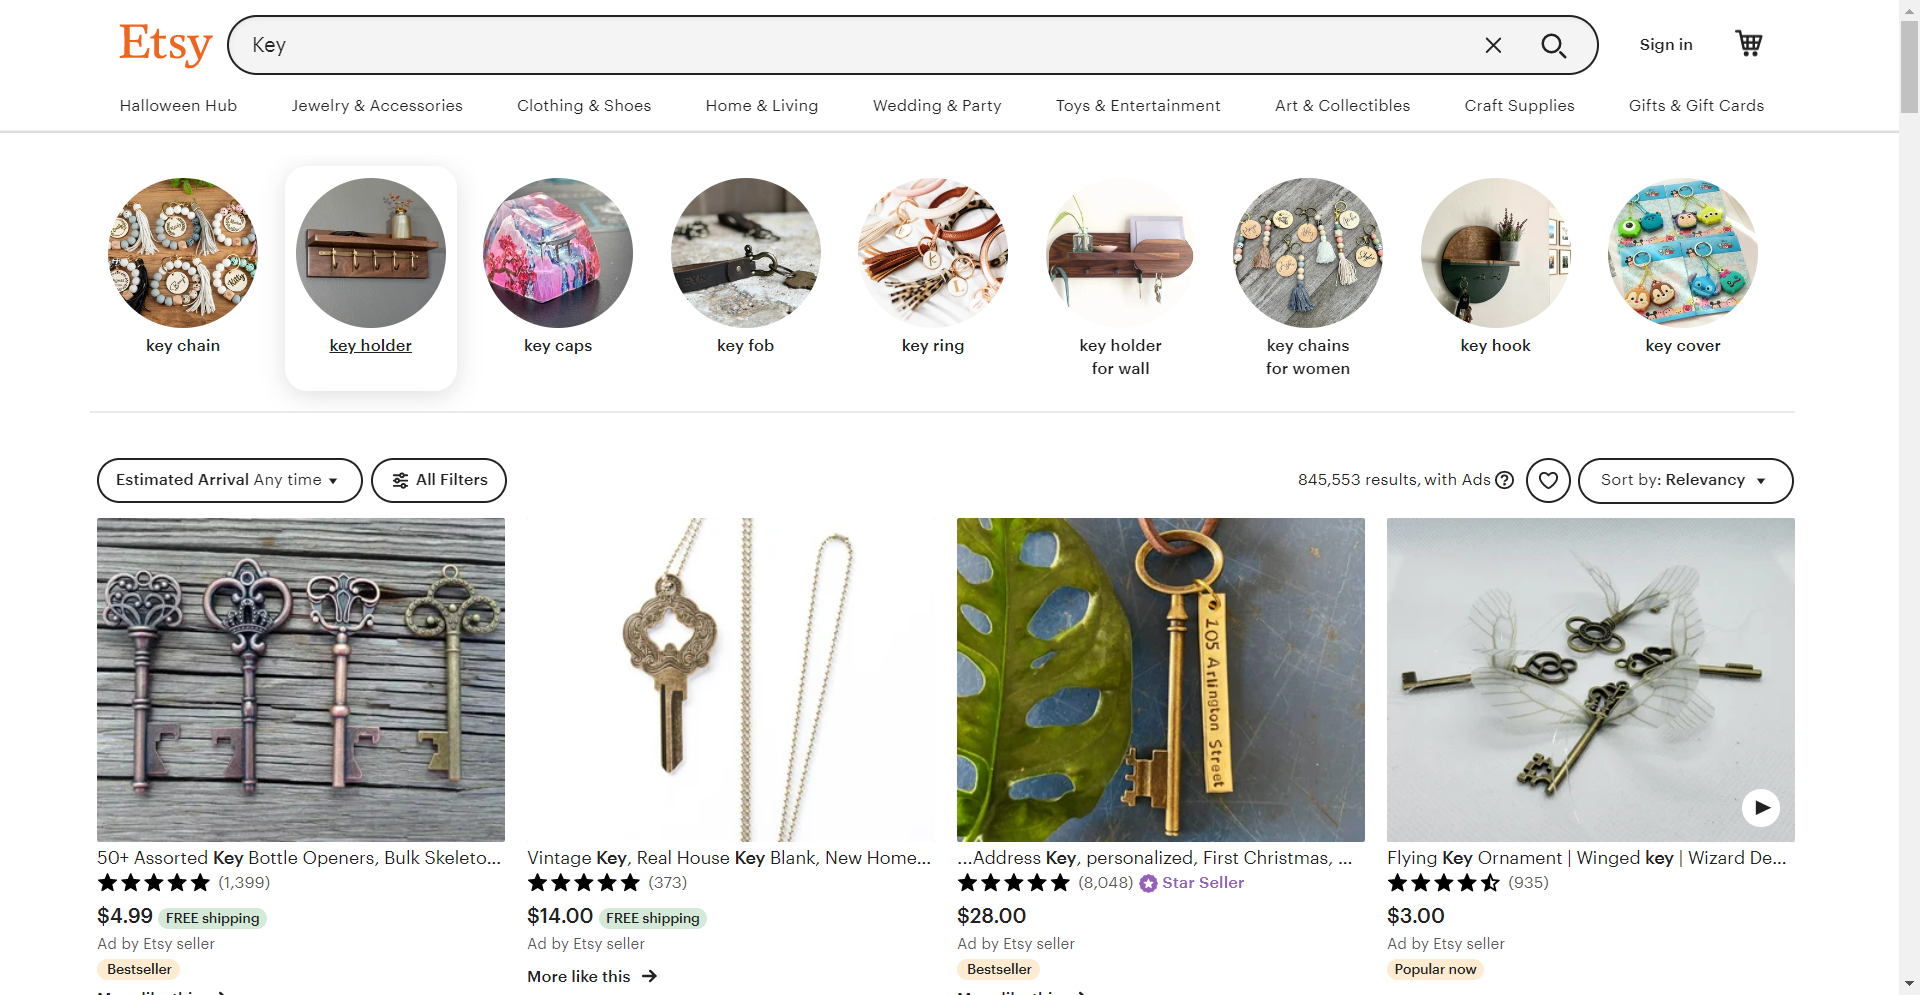 Etsy
Key
Sign in
Halloween Hub
Jewelry & Accessories
Clothing & Shoes
Home & Living
Wedding & Party
Toys & Entertainment
Art & Collectibles
Craft Supplies
Gifts & Gift Cards
key chain
key holder
key caps
key fob
key ring
key holder
for wall
key chains
for women
key hook
key cover
Estimated Arrival Any time
All Filters
845,553 results, with Ads
Sort by: Relevancy
105 Arlington Street
50+ Assorted Key Bottle Openers, Bulk Skeleto...
(1,399)
$4.99 FREE shipping
Ad by Etsy seller
Bestseller
More like this
Vintage Key, Real House Key Blank, New Home...
(373)
$14.00 FREE shipping
Ad by Etsy seller
More like this
...Address Key, personalized, First Christmas, ...
(8,048) Star Seller
$28.00
Ad by Etsy seller
Bestseller
More like this
Flying Key Ornament | Winged key | Wizard De...
(935)
$3.00
Ad by Etsy seller
Popular now